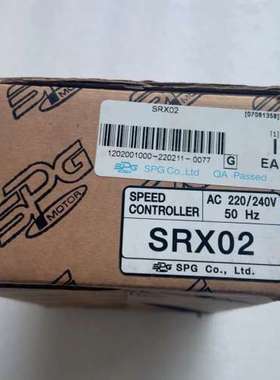 SRX02
[07081358]
[1]
EA
1202001000-220211-0077
G
SPG Co.,Ltd QA Passed
SPG
MOTOR
SPEED
CONTROLLER
AC 220/240V
50 Hz
SRX02
SPG Co., Ltd.